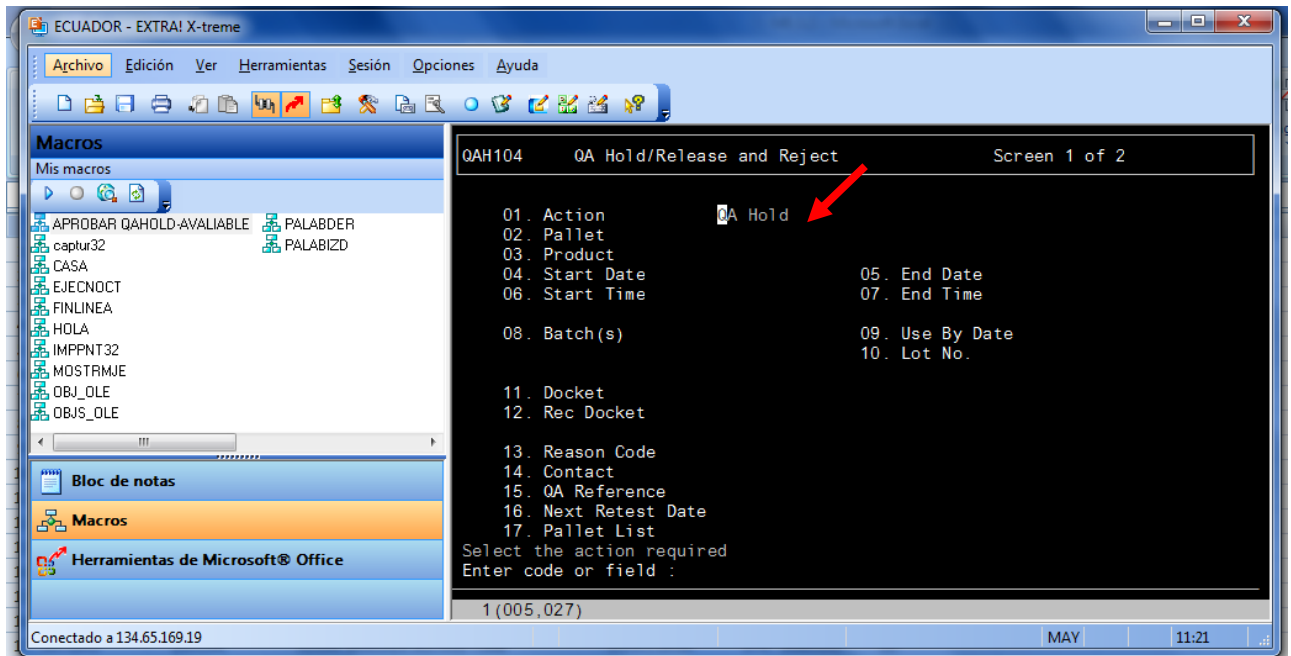 ECUADOR - EXTRA! X-treme
Archivo Edición Ver Herramientas Sesión Opciones Ayuda
Macros
Mis macros
APROBAR QAHOLD-AVALIABLE PALABDER
captur32 PALABIZD
CASA
EJECNOCT
FINLINEA
HOLA
IMPPNT32
MOSTRMJE
OBJ_OLE
OBJS_OLE
Bloc de notas
Macros
Herramientas de Microsoft® Office
QAH104 QA Hold/Release and Reject Screen 1 of 2
01. Action QA Hold
02. Pallet
03. Product
04. Start Date 05. End Date
06. Start Time 07. End Time
08. Batch(s) 09. Use By Date
10. Lot No.
11. Docket
12. Rec Docket
13. Reason Code
14. Contact
15. QA Reference
16. Next Retest Date
17. Pallet List
Select the action required
Enter code or field :
1(005,027)
Conectado a 134.65.169.19 MAY 11:21